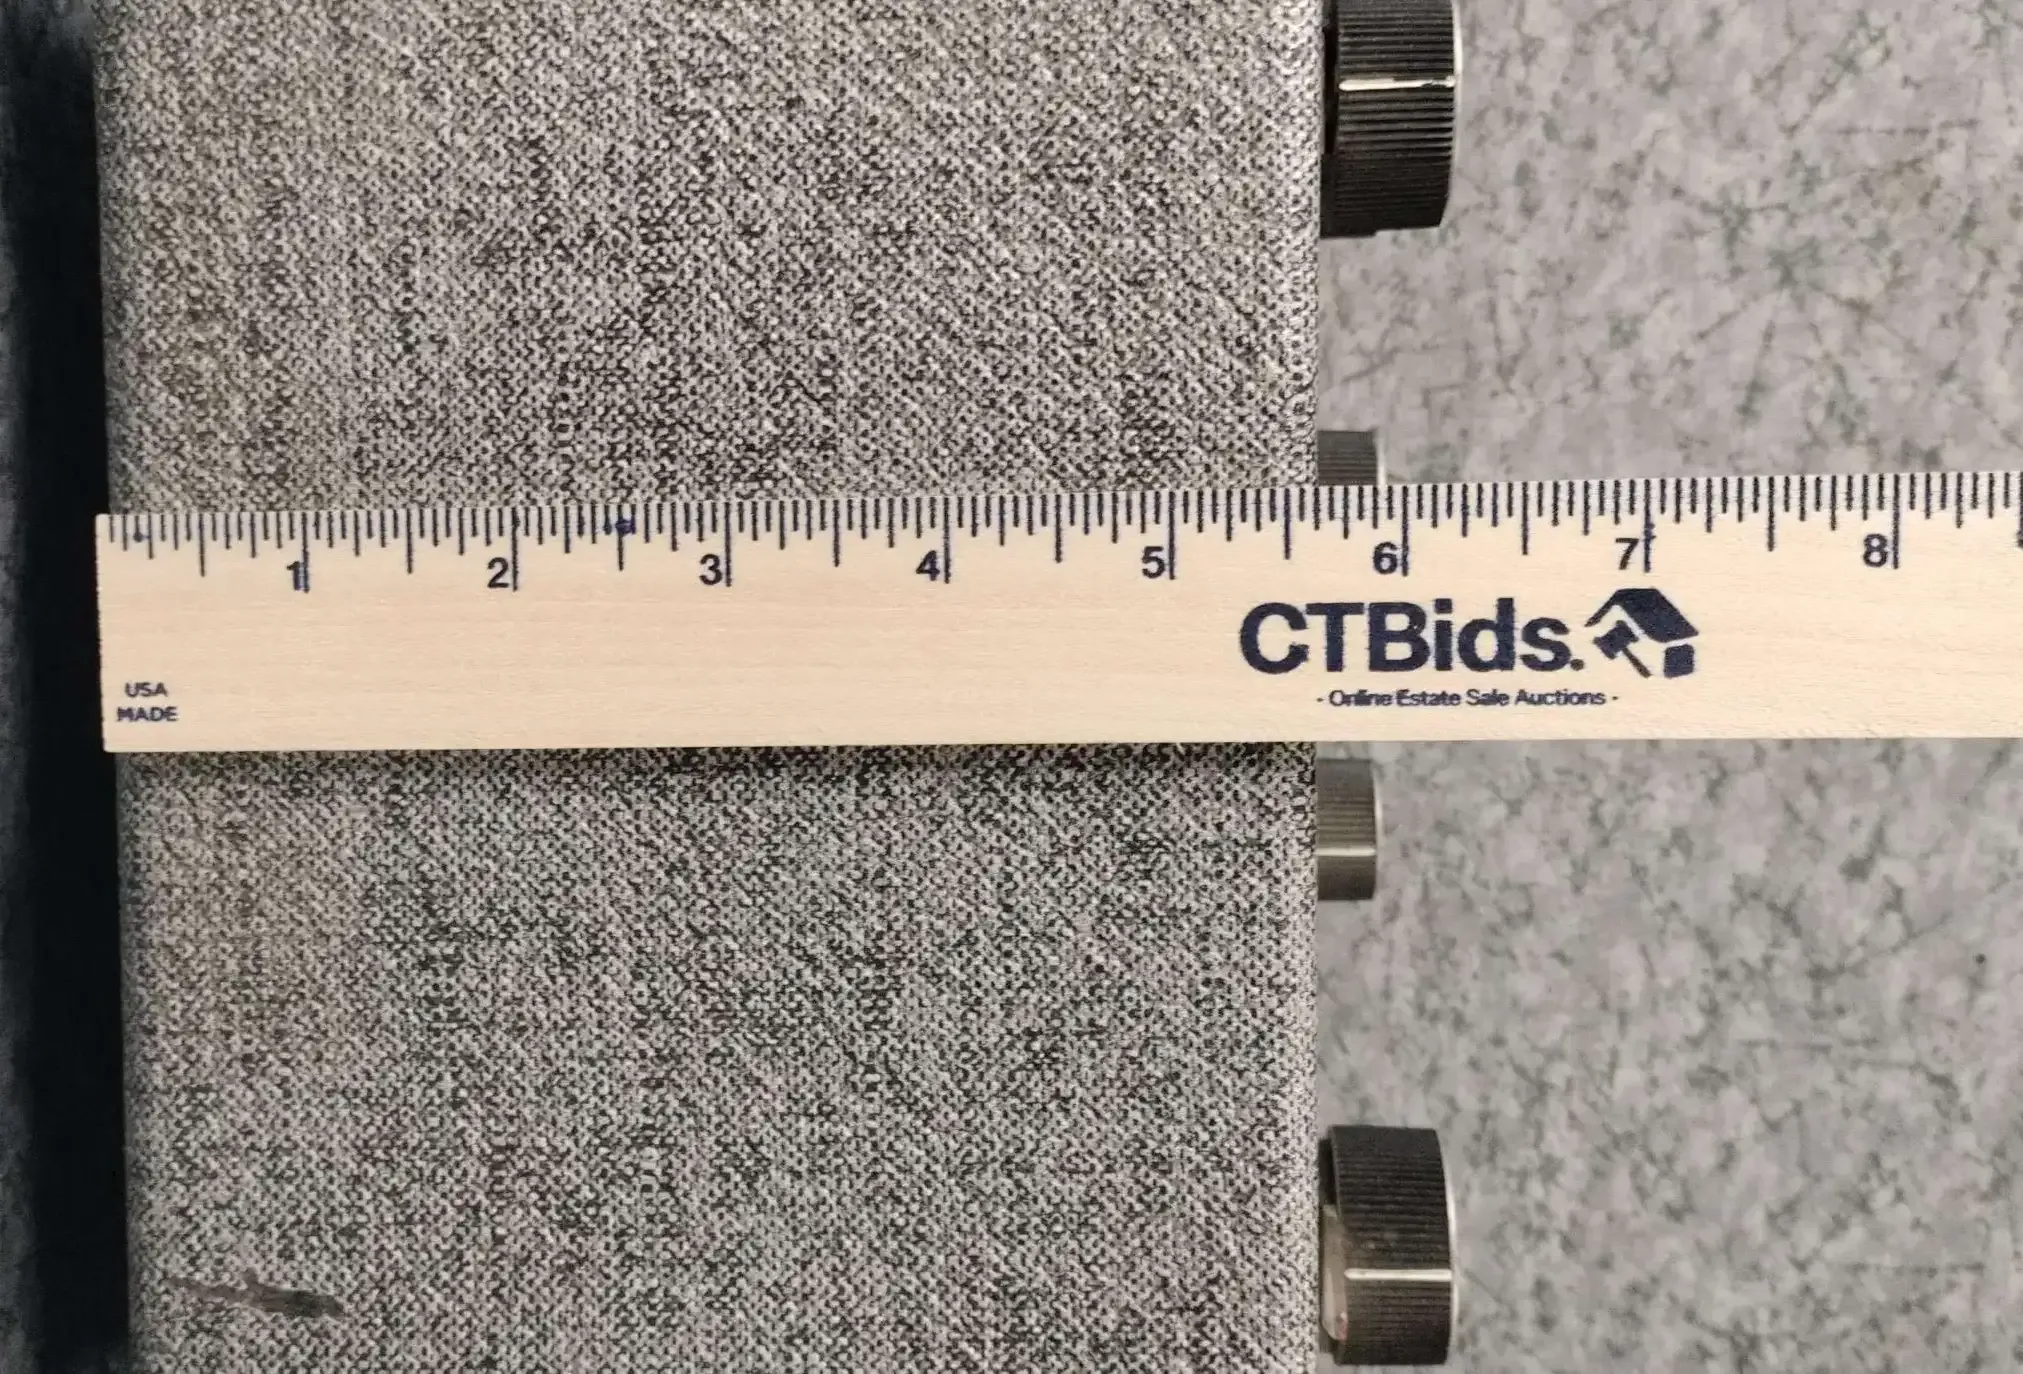 1 2 3 4 5 6 7 8
CTBids.
- Online Estate Sale Auctions -
USA
MADE